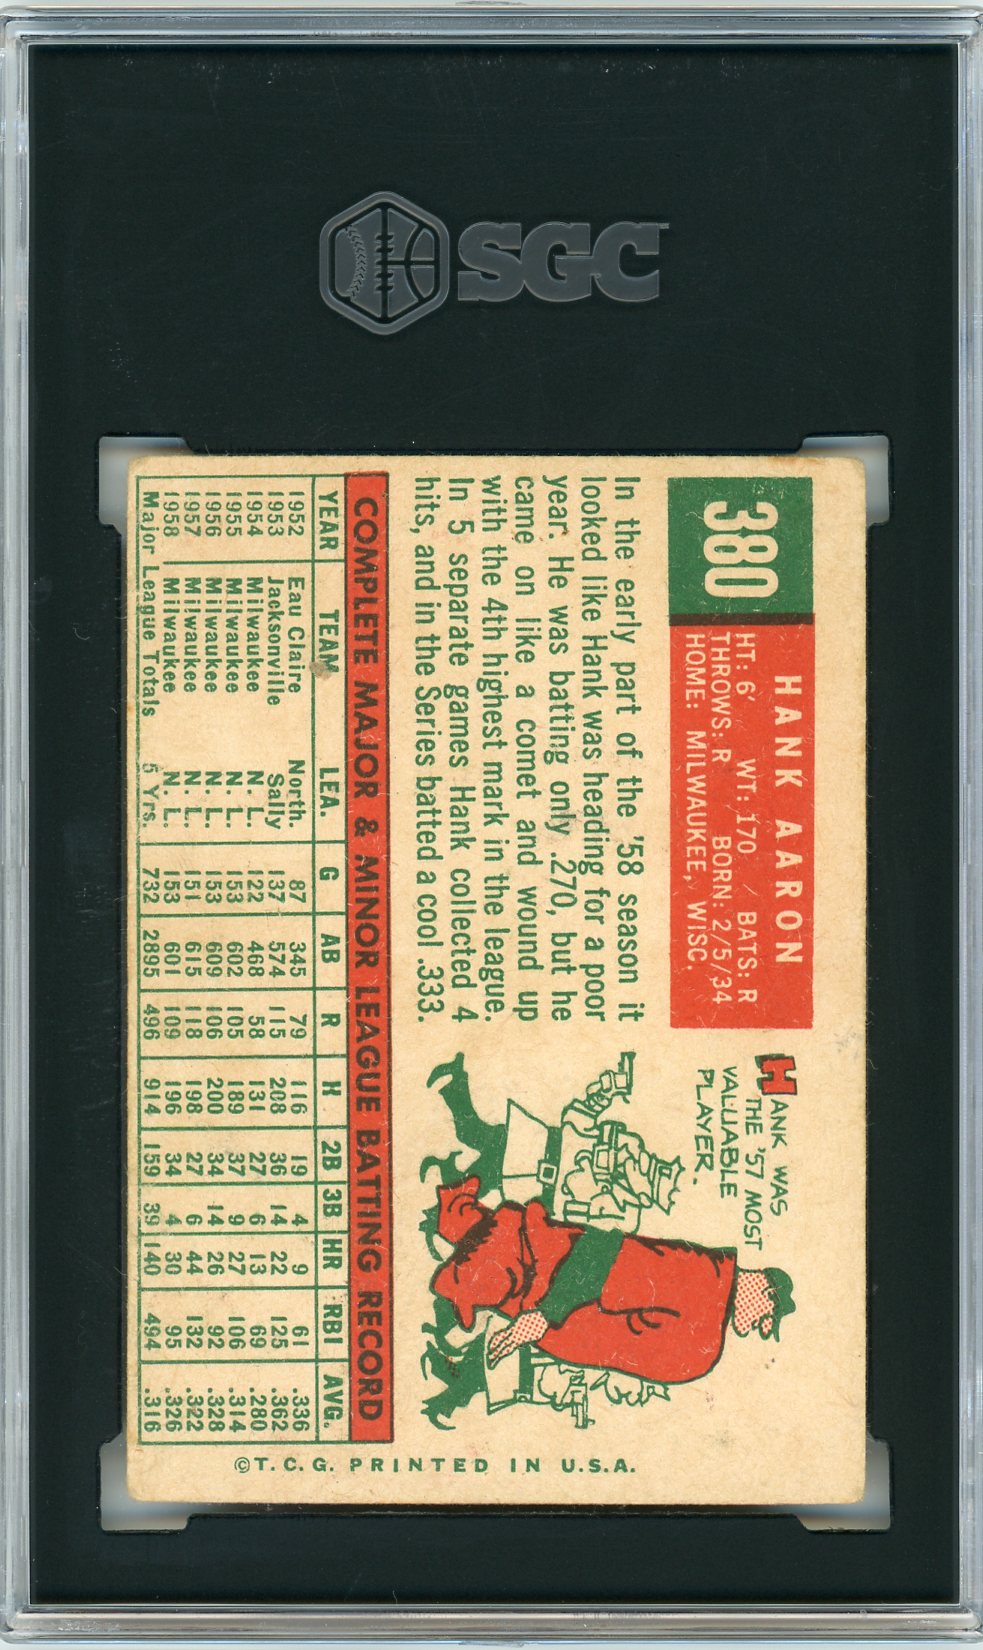 SGC
380
HANK AARON
HT: 6' WT: 170 BATS: R
THROWS: R BORN: 2/5/34
HOME: MILWAUKEE, WISC.
In the early part of the '58 season it
looked like Hank was heading for a poor
year. He was batting only .270, but he
came on like a comet and wound up
with the 4th highest mark in the league.
In 5 separate games Hank collected 4
hits, and in the Series batted a cool .333.
HANK WAS
THE '57 MOST
VALUABLE
PLAYER.
COMPLETE MAJOR & MINOR LEAGUE BATTING RECORD
YEAR TEAM LEA. G AB R H 2B 3B HR RBI AVG.
1952 Eau Claire North. 87 345 79 116 19 4 9 61 .336
1953 Jacksonville Sally 137 574 115 208 36 14 22 125 .362
1954 Milwaukee N. L. 122 468 58 131 27 6 13 69 .280
1955 Milwaukee N. L. 153 602 105 189 37 9 27 106 .314
1956 Milwaukee N. L. 153 609 106 200 34 14 26 92 .328
1957 Milwaukee N. L. 151 615 118 198 27 6 44 132 .322
1958 Milwaukee N. L. 153 601 109 196 34 4 30 95 .326
Major League Totals 5 Yrs. 732 2895 496 914 159 39 140 494 .316
©T.C.G. PRINTED IN U.S.A.